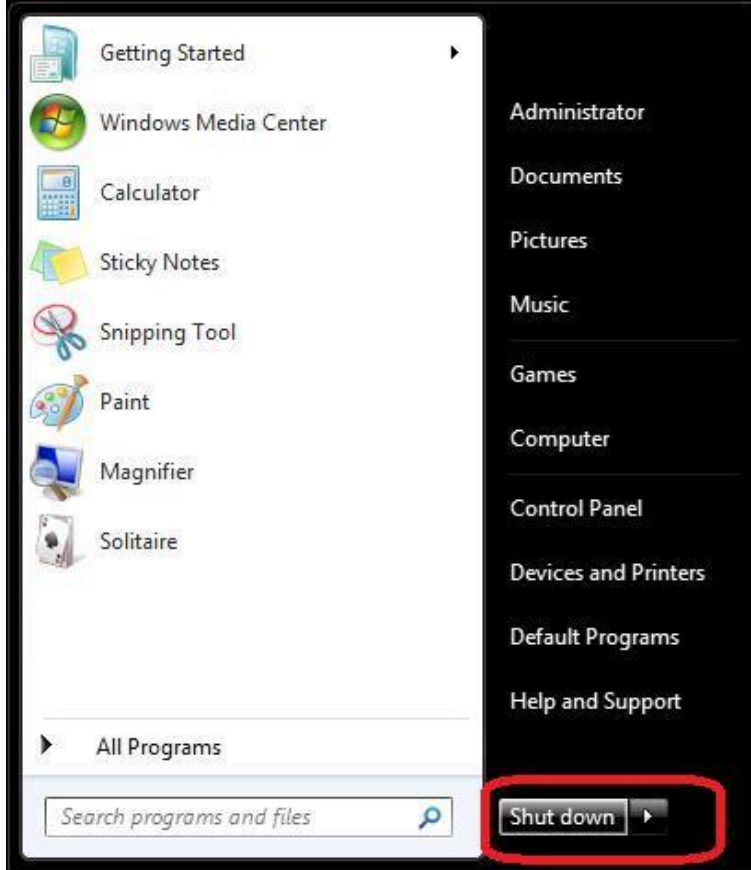 Getting Started
Windows Media Center
Calculator
Sticky Notes
Snipping Tool
Paint
Magnifier
Solitaire
All Programs
Search programs and files
Administrator
Documents
Pictures
Music
Games
Computer
Control Panel
Devices and Printers
Default Programs
Help and Support
Shut down